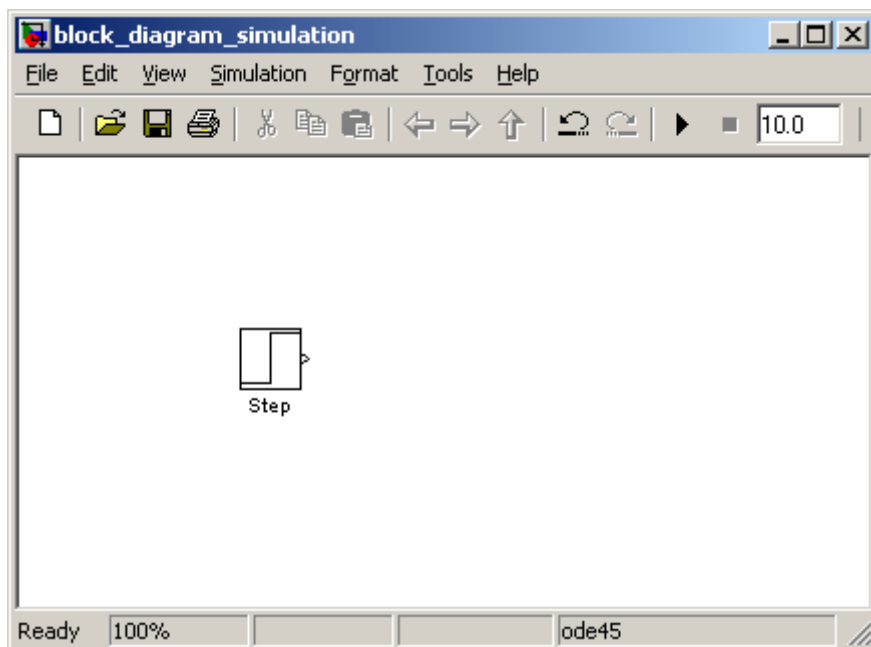 block_diagram_simulation
File Edit View Simulation Format Tools Help
10.0
Step
Ready 100% ode45